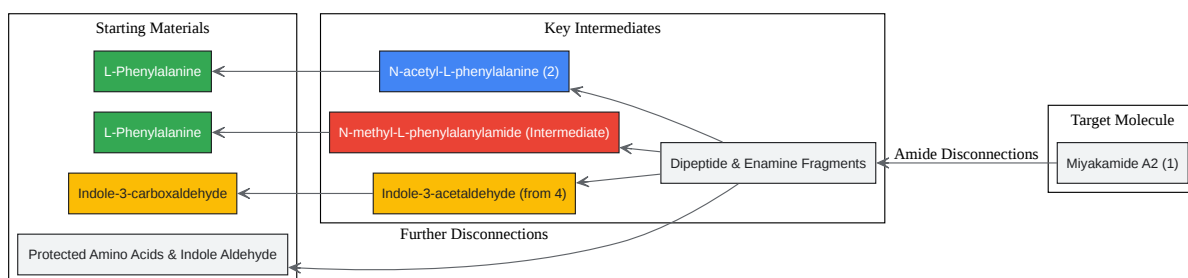 Starting Materials
L-Phenylalanine
L-Phenylalanine
Indole-3-carboxaldehyde
Protected Amino Acids & Indole Aldehyde
Key Intermediates
N-acetyl-L-phenylalanine (2)
N-methyl-L-phenylalanylamide (Intermediate)
Indole-3-acetaldehyde (from 4)
Dipeptide & Enamine Fragments
Further Disconnections
Amide Disconnections
Target Molecule
Miyakamide A2 (1)